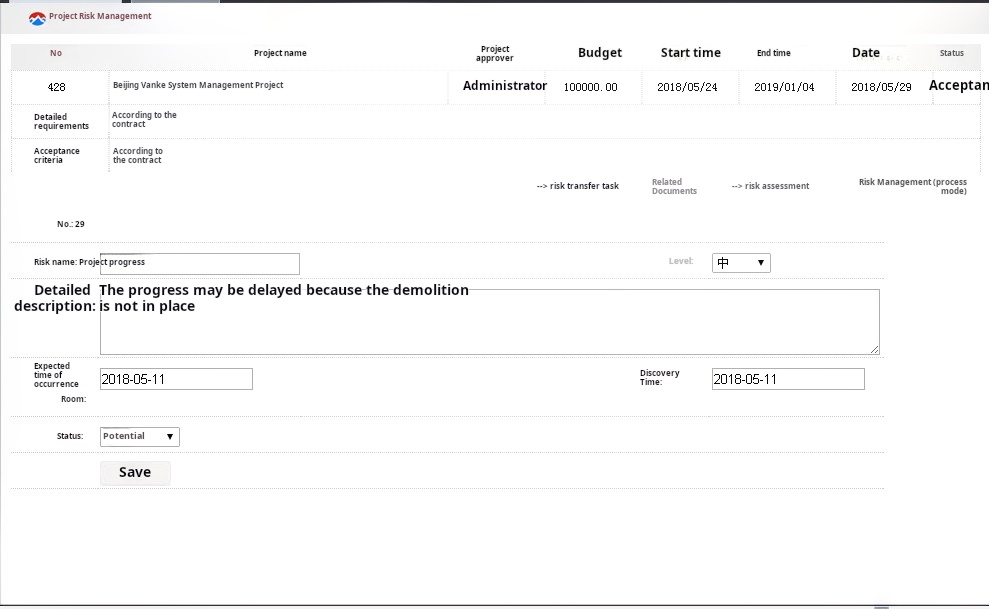 Project Risk Management
No Project name Project approver Budget Start time End time Date Status
428 Beijing Vanke System Management Project Administrator 100000.00 2018/05/24 2019/01/04 2018/05/29 Acceptan
Detailed requirements According to the contract
Acceptance criteria According to the contract
--> risk transfer task Related Documents --> risk assessment Risk Management (process mode)
No.: 29
Risk name: Project progress Level: 中
Detailed The progress may be delayed because the demolition
description: is not in place
Expected time of occurrence 2018-05-11 Discovery Time: 2018-05-11
Room:
Status: Potential
Save